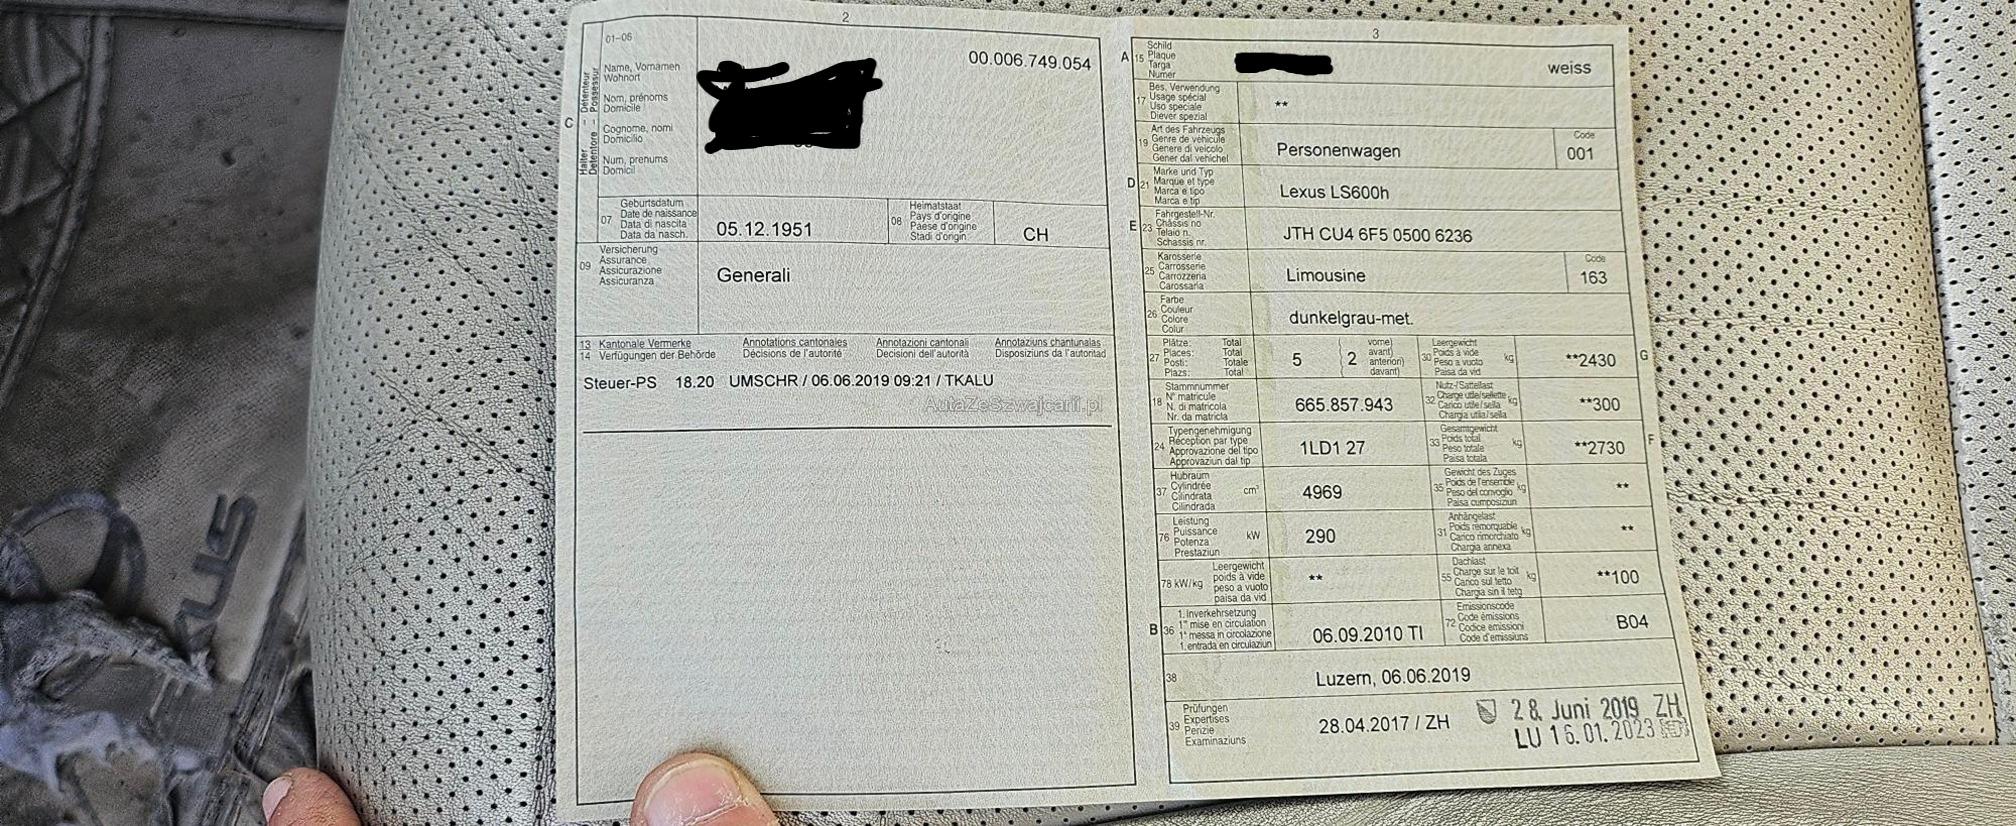 2
01-06
00.006.749.054
C
Halter – Détenteur
Detentore – Possessur
Name, Vornamen
Wohnort
Nom, prénoms
Domicile
Cognome, nomi
Domicilio
Num, prenums
Domicil
07
Geburtsdatum
Date de naissance
Data di nascita
Data da nasch.
05.12.1951
08
Heimatstaat
Pays d'origine
Paese d'origine
Stadi d'origin
CH
09
Versicherung
Assurance
Assicurazione
Assicuranza
Generali
13 Kantonale Vermerke Annotations cantonales Annotazioni cantonali Annotaziuns chantunalas
14 Verfügungen der Behörde Décisions de l'autorité Decisioni dell'autorità Disposiziuns da l'autoritad
Steuer-PS 18.20 UMSCHR / 06.06.2019 09:21 / TKALU
AutaZeSzwajcarii.pl
3
A 15
Schild
Plaque
Targa
Numer
weiss
17
Bes. Verwendung
Usage spécial
Uso speciale
Diever spezial
**
19
Art des Fahrzeugs
Genre de véhicule
Genere di veicolo
Gener dal vehichel
Personenwagen
Code
001
D 21
Marke und Typ
Marque et type
Marca e tipo
Marca e tip
Lexus LS600h
E 23
Fahrgestell-Nr.
Châssis no
Telaio n.
Schassis nr.
JTH CU4 6F5 0500 6236
25
Karosserie
Carrosserie
Carrozzeria
Carossaria
Limousine
Code
163
26
Farbe
Couleur
Colore
Colur
dunkelgrau-met.
27
Plätze: Total
Places: Total
Posti: Totale
Plazs: Total
5
2
vorne)
avant)
anterion)
davant)
30
Leergewicht
Poids à vide
Peso a vuoto
Paisa da vid
kg
**2430
G
18
Stammnummer
N° matricule
N. di matricola
Nr. da matricla
665.857.943
32
Nutz-/Sattellast
Charge utile/sellette
Carico utile/sella
Chargia utila/sella
kg
**300
24
Typengenehmigung
Réception par type
Approvazione del tipo
Approvaziun dal tip
1LD1 27
33
Gesamtgewicht
Poids total
Peso totale
Paisa totala
kg
**2730
F
37
Hubraum
Cylindrée
Cilindrata
Cilindrada
cm³
4969
35
Gewicht des Zuges
Poids de l'ensemble
Peso del convoglio
Paisa cumposiziun
kg
**
76
Leistung
Puissance
Potenza
Prestaziun
kW
290
31
Anhängelast
Poids remorquable
Carico rimorchiato
Chargia annexa
kg
**
78 kW/kg
Leergewicht
poids à vide
peso a vuoto
paisa da vid
**
55
Dachlast
Charge sur le toit
Carico sul tetto
Chargia sin il tetg
kg
**100
B 36
1. Inverkehrsetzung
1re mise en circulation
1a messa in circolazione
1. entrada en circulaziun
06.09.2010 TI
72
Emissionscode
Code émissions
Codice emissioni
Code d'emissiuns
B04
38
Luzern, 06.06.2019
39
Prüfungen
Expertises
Perizie
Examinaziuns
28.04.2017 / ZH
28. Juni 2019 ZH
LU 16.01.2023